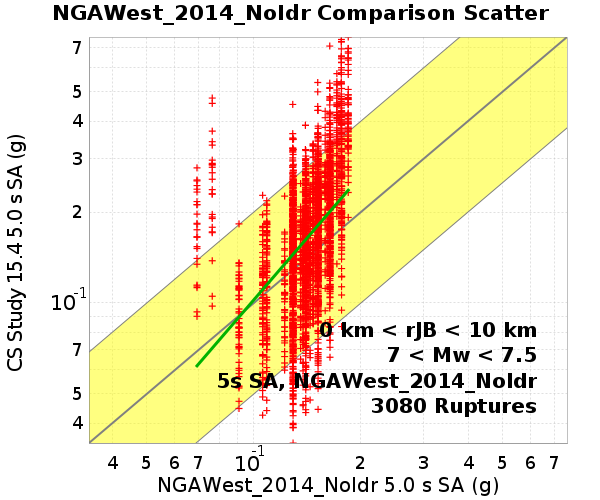 NGAWest_2014_NoIdr Comparison Scatter
7
5
4
3
2
10-1
7
5
4
CS Study 15.4 5.0 s SA (g)
0 km < rJB < 10 km
7 < Mw < 7.5
5s SA, NGAWest_2014_NoIdr
3080 Ruptures
4 5 6 7 10-1 2 3 4 5 6 7
NGAWest_2014_NoIdr 5.0 s SA (g)